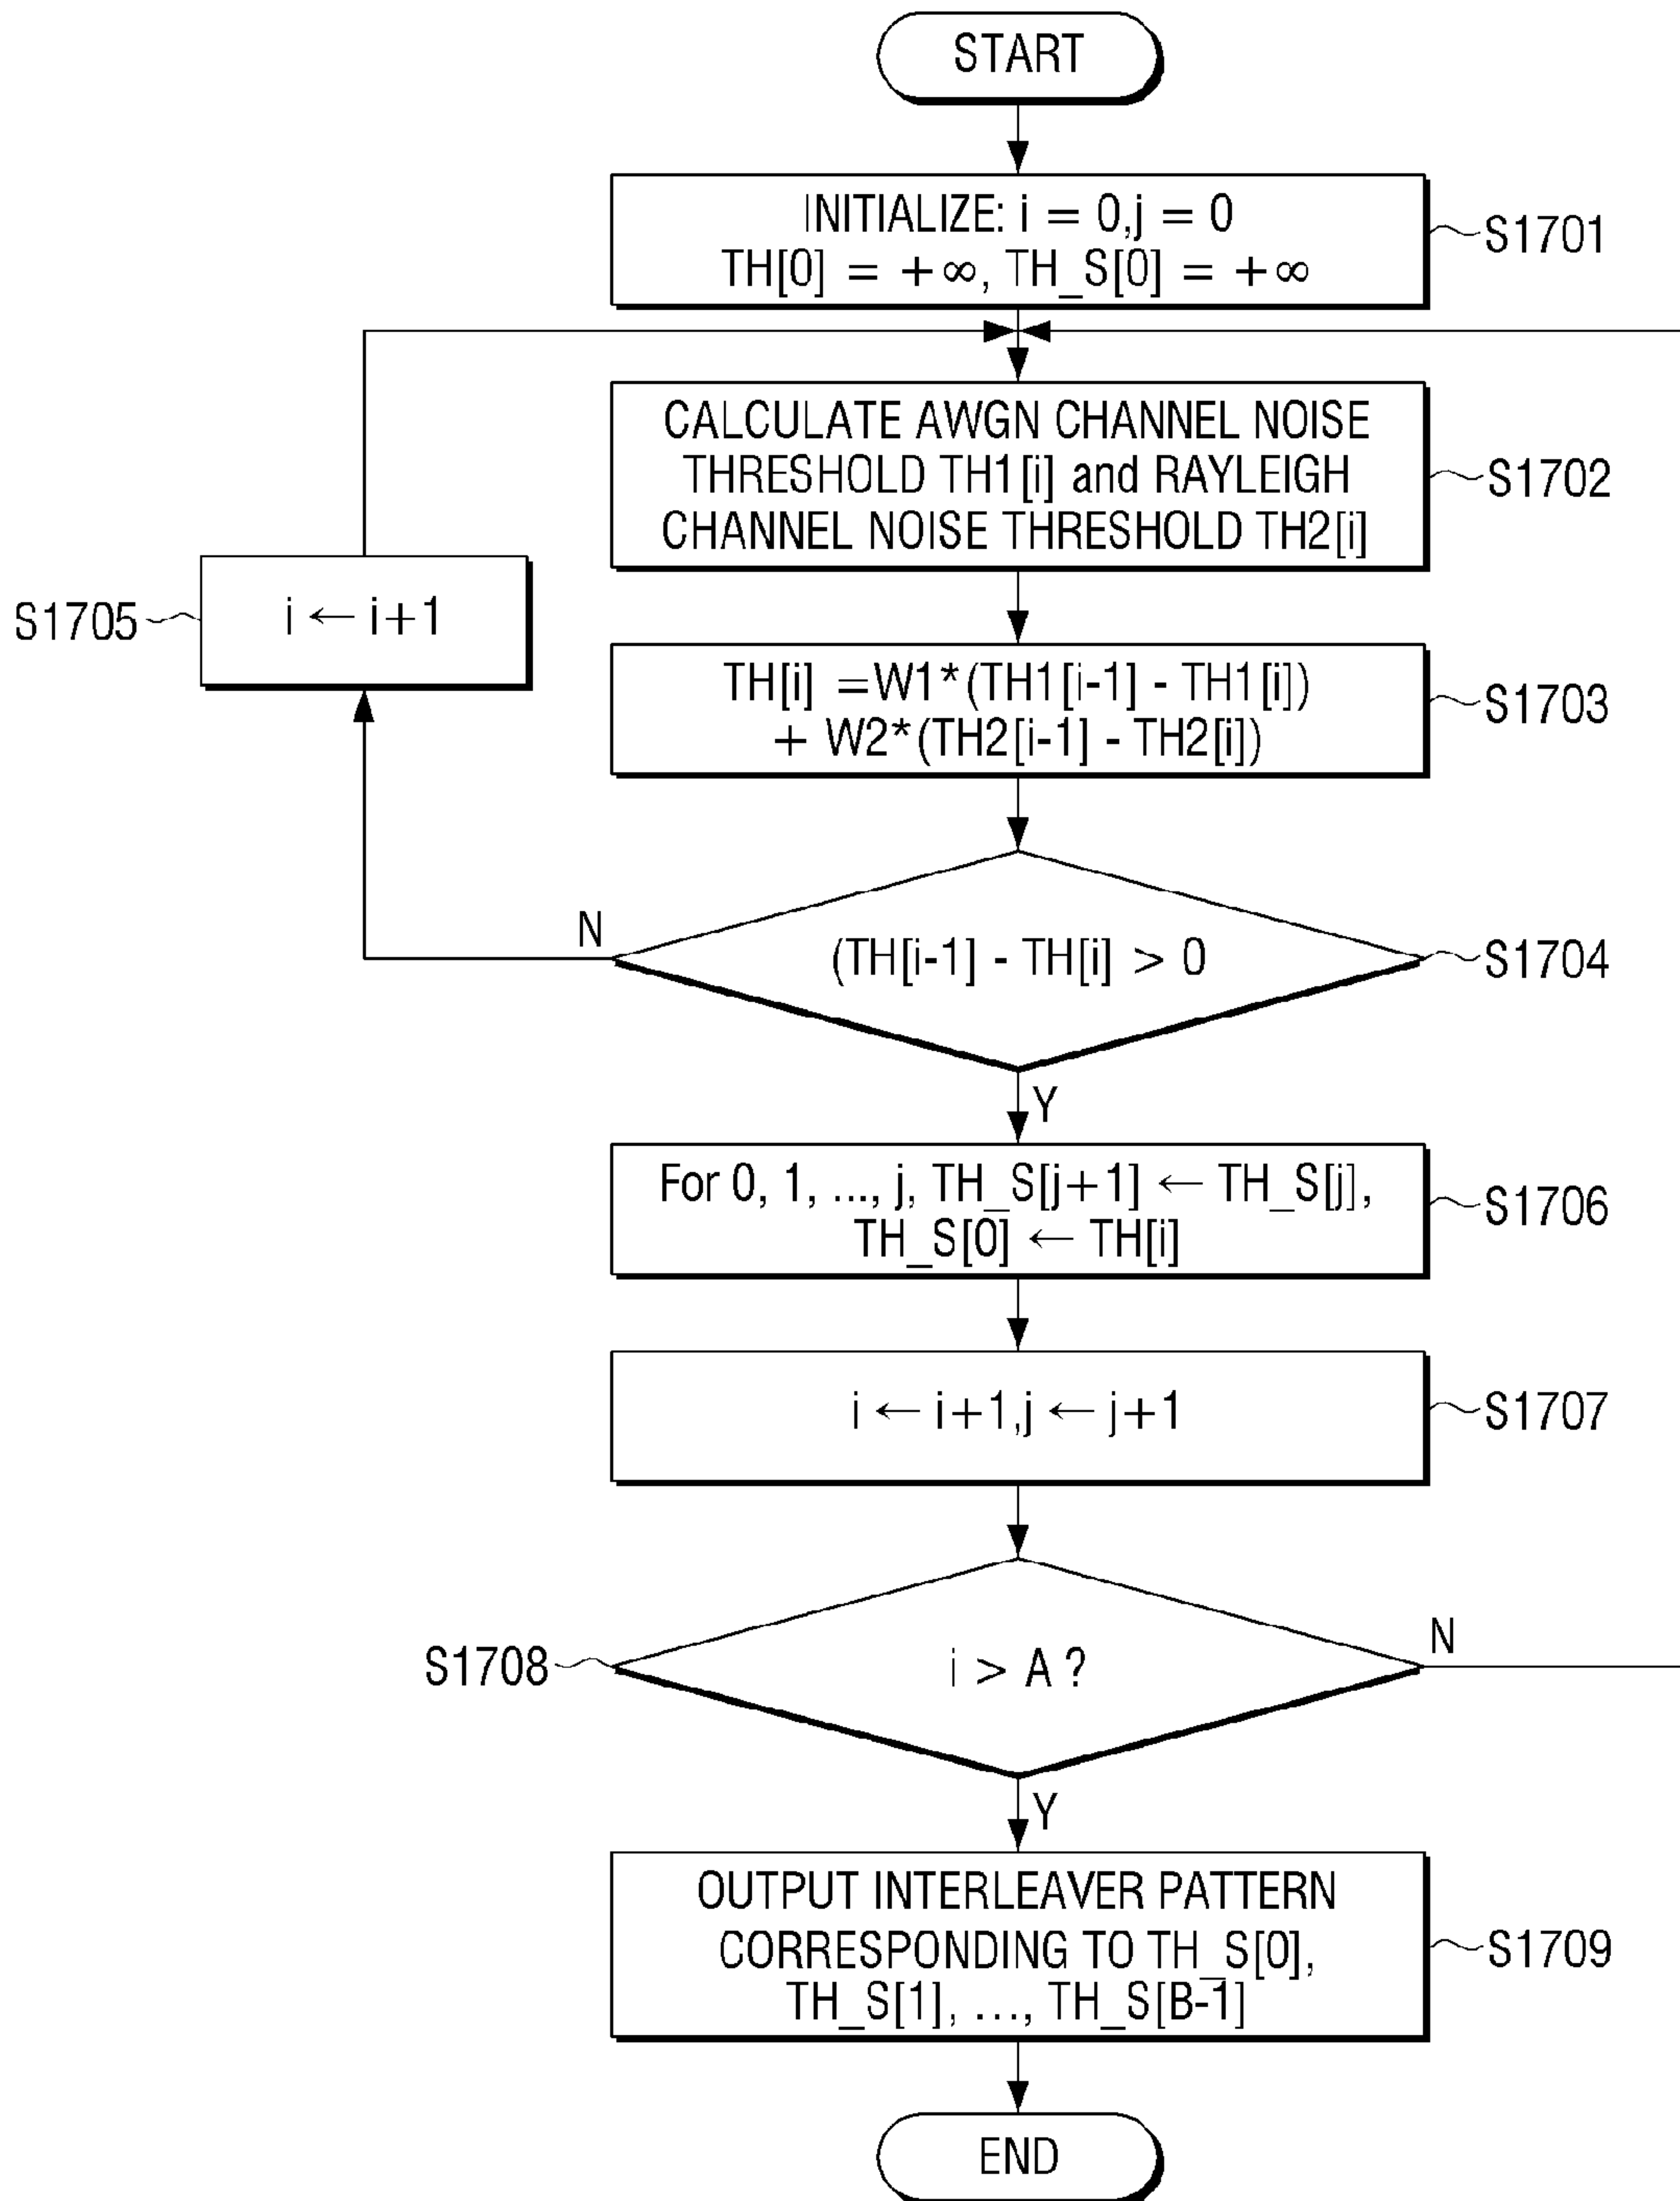 START
INITIALIZE: i = 0,j = 0
TH[0] = +∞, TH_S[0] = +∞
S1701
CALCULATE AWGN CHANNEL NOISE
THRESHOLD TH1[i] and RAYLEIGH
CHANNEL NOISE THRESHOLD TH2[i]
S1702
S1705
i ← i+1
TH[i] =W1*(TH1[i-1] - TH1[i])
+ W2*(TH2[i-1] - TH2[i])
S1703
N
(TH[i-1] - TH[i] > 0
S1704
Y
For 0, 1, ..., j, TH_S[j+1] ← TH_S[j],
TH_S[0] ← TH[i]
S1706
i ← i+1,j ← j+1
S1707
S1708
i > A ?
N
Y
OUTPUT INTERLEAVER PATTERN
CORRESPONDING TO TH_S[0],
TH_S[1], ..., TH_S[B-1]
S1709
END